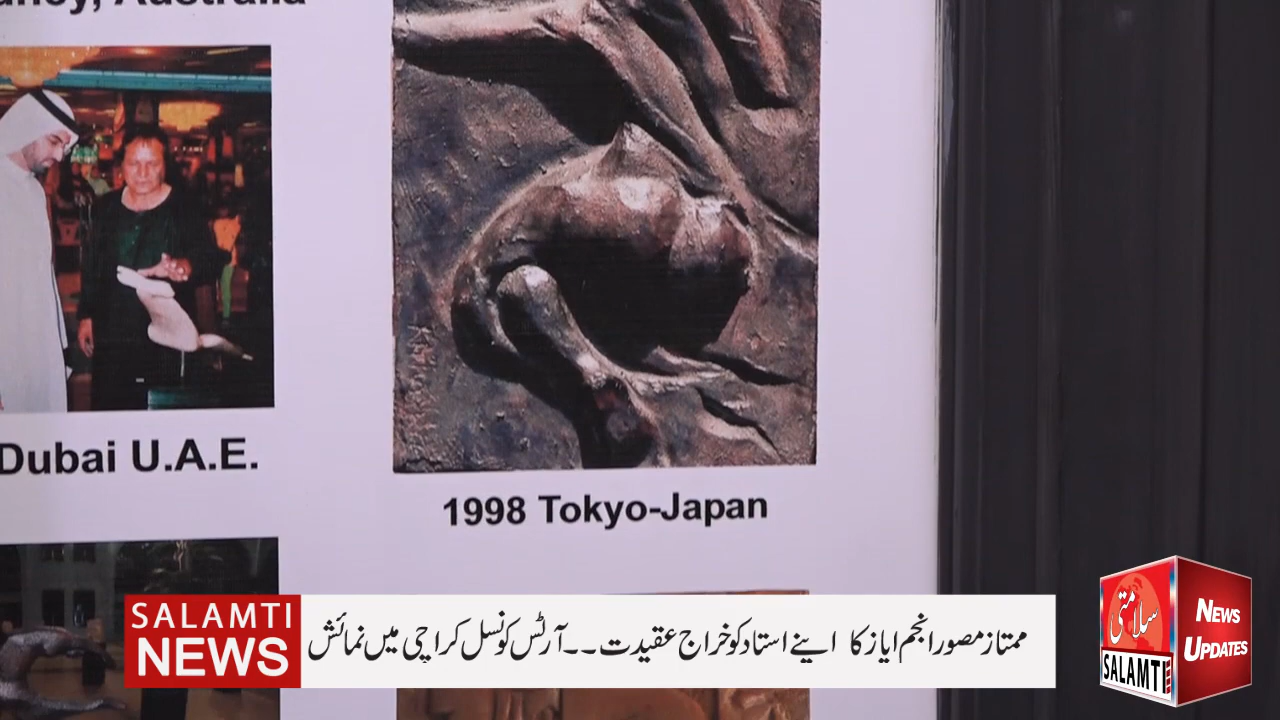 Australia
Dubai U.A.E.
1998 Tokyo-Japan
SALAMTI
NEWS
ممتاز مصور انجم ایاز کا اپنے استاد کو خراج عقیدت ۔۔ آرٹس کونسل کراچی میں نمائش
سلامتی
SALAMTI
NEWS
UPDATES